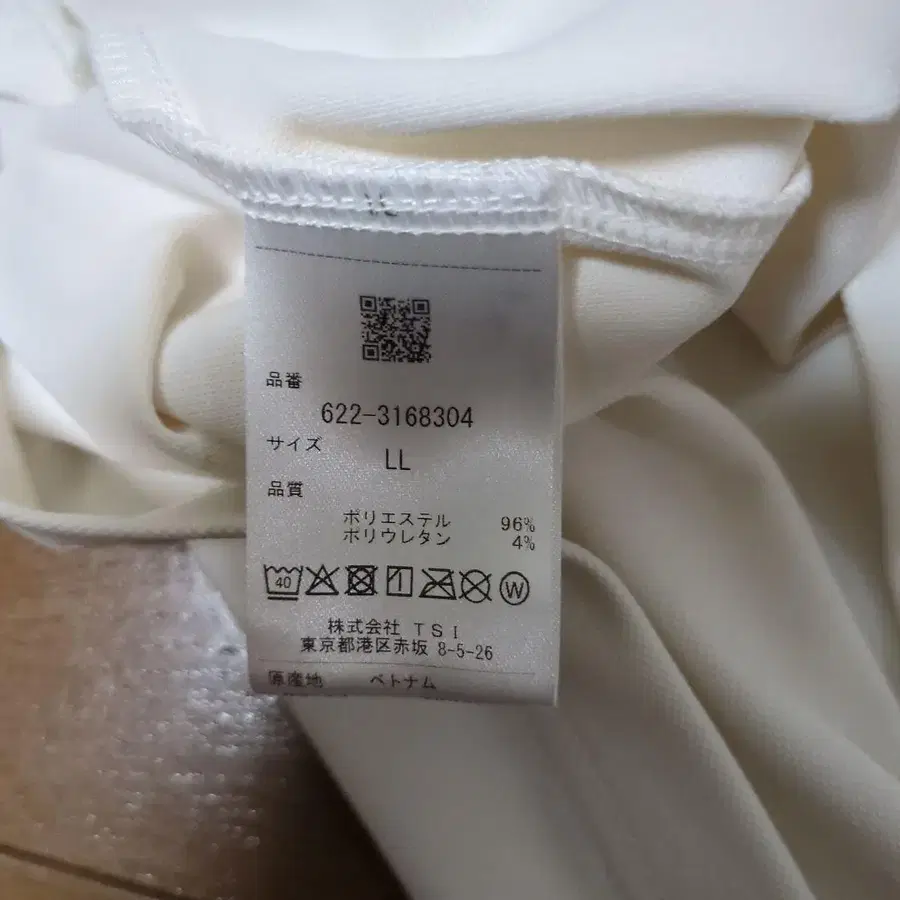 品番
622-3168304
サイズ
LL
品質
ポリエステル 96%
ポリウレタン 4%
40 W
株式会社 TSI
東京都港区赤坂 8-5-26
原産地 ベトナム